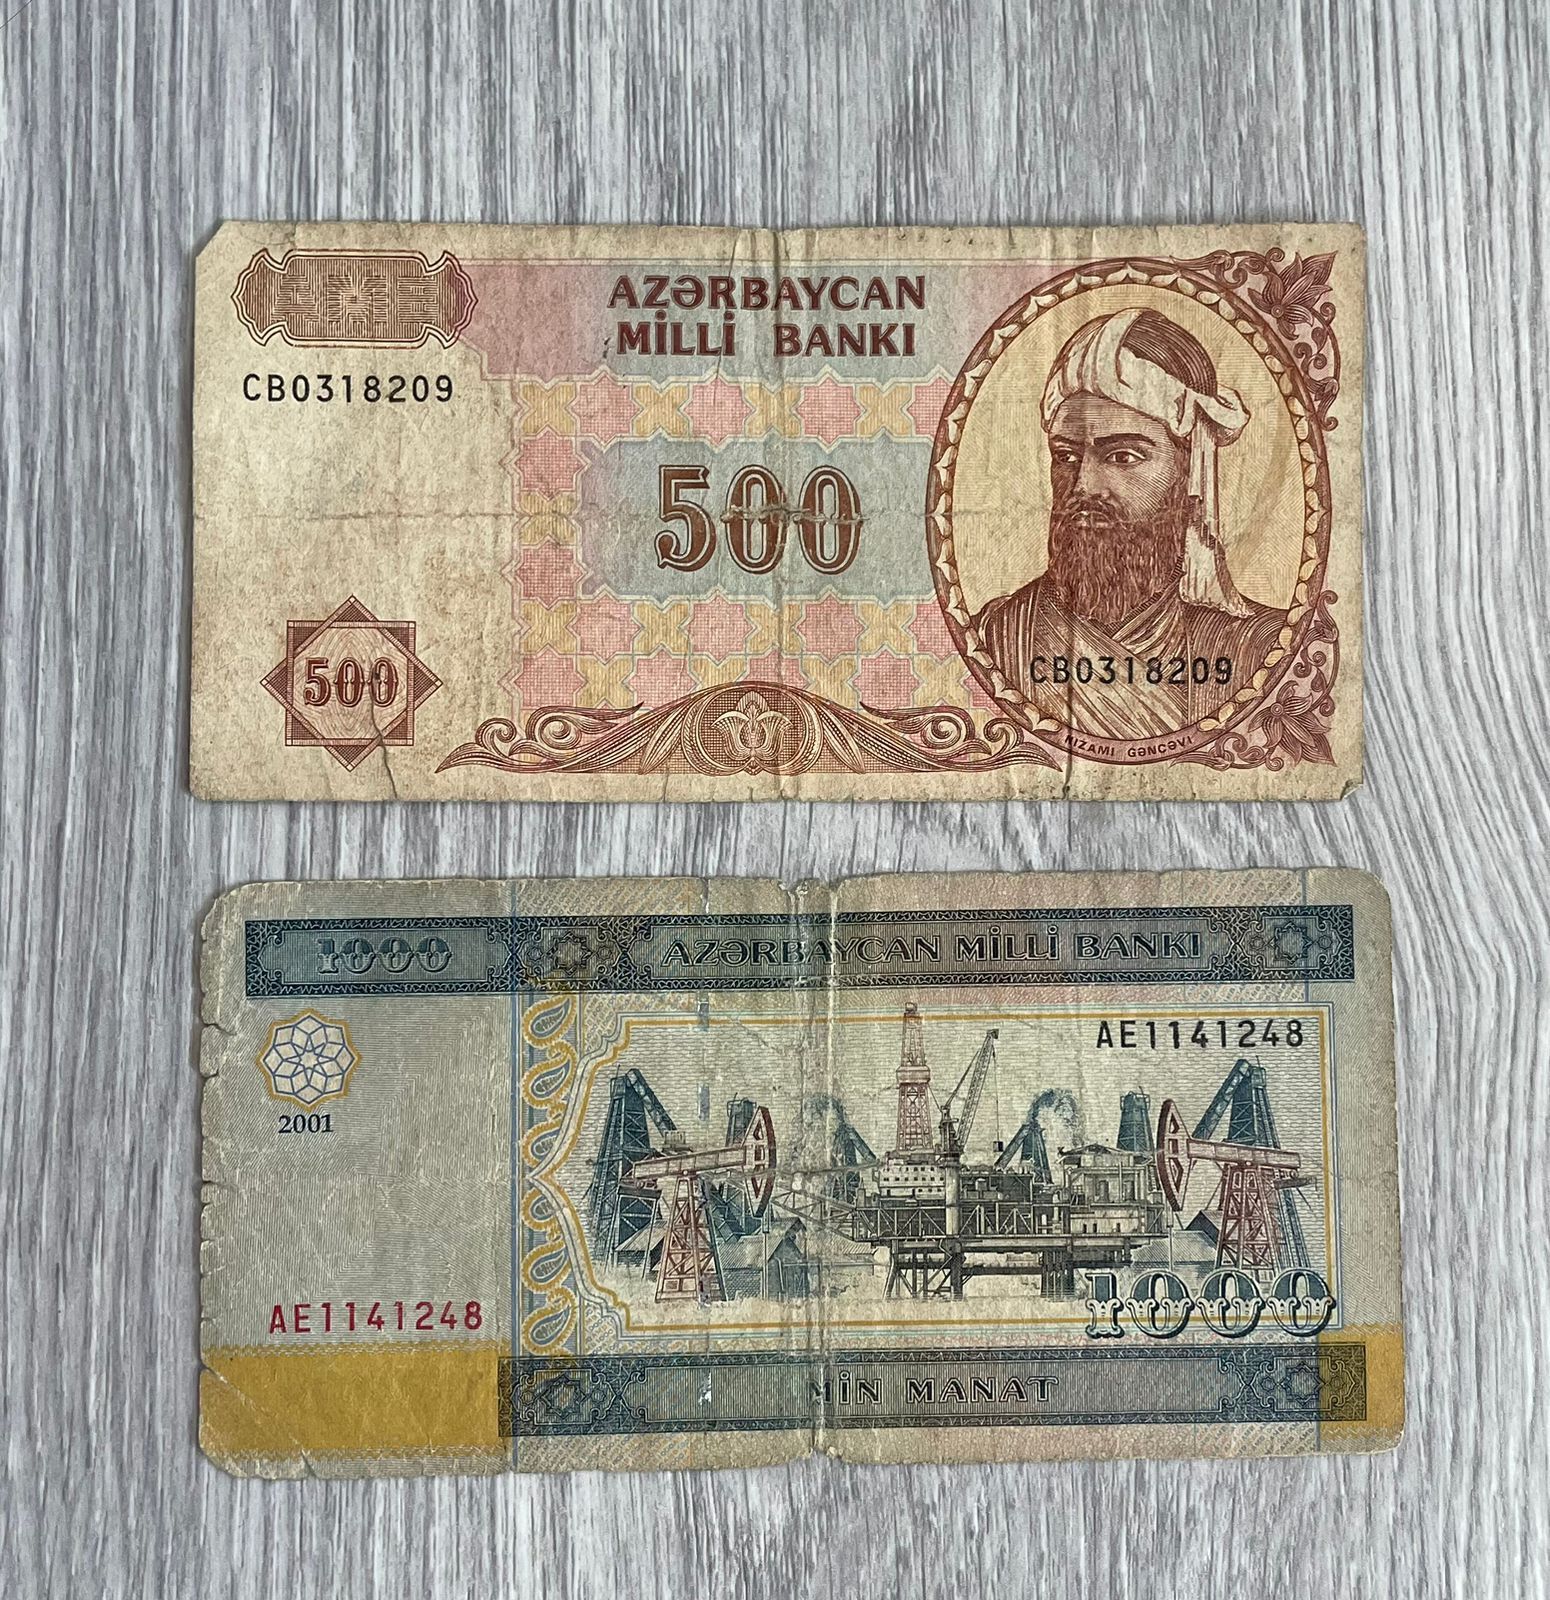 AZƏRBAYCAN
MİLLİ BANKI
CB0318209
500
500
CB0318209
NİZAMİ GƏNCƏVİ
1000
AZƏRBAYCAN MİLLİ BANKI
AE1141248
2001
AE1141248
1000
MİN MANAT